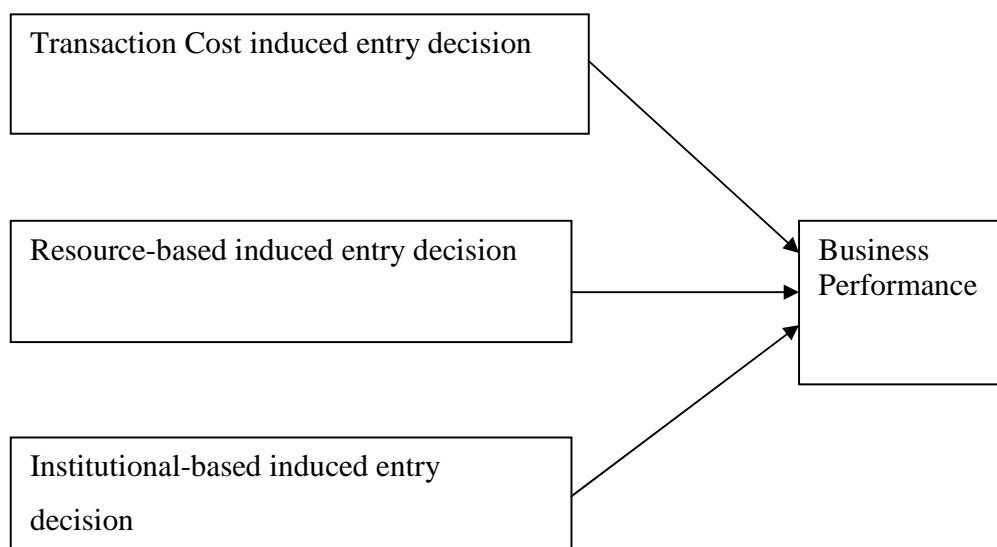 Transaction Cost induced entry decision
Resource-based induced entry decision
Business
Performance
Institutional-based induced entry
decision